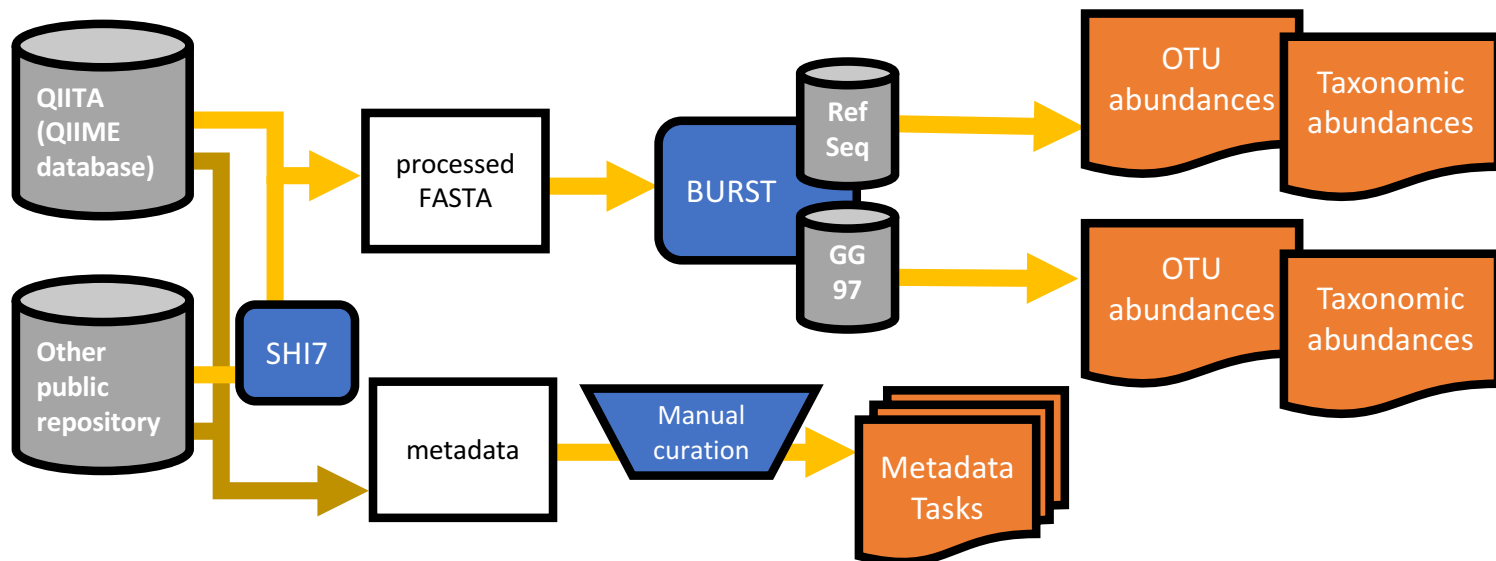 QIITA
(QIIME
database)
processed
FASTA
BURST
Ref
Seq
GG
97
OTU
abundances
Taxonomic
abundances
OTU
abundances
Taxonomic
abundances
Other
public
repository
SHI7
metadata
Manual
curation
Metadata
Tasks